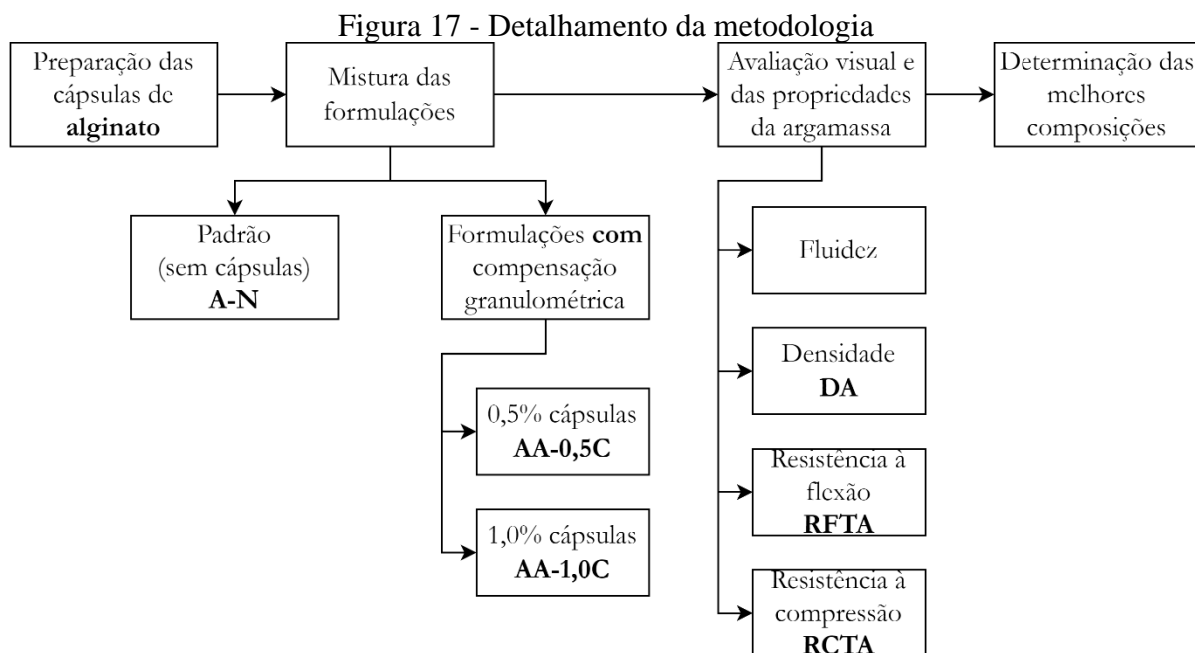 Figura 17 - Detalhamento da metodologia
Preparação das
cápsulas de
alginato
Mistura das
formulações
Avaliação visual e
das propriedades
da argamassa
Determinação das
melhores
composições
Padrão
(sem cápsulas)
A-N
Formulações com
compensação
granulométrica
0,5% cápsulas
AA-0,5C
1,0% cápsulas
AA-1,0C
Fluidez
Densidade
DA
Resistência à
flexão
RFTA
Resistência à
compressão
RCTA